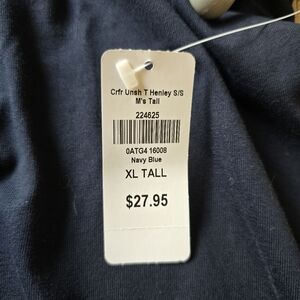 Crfr Unsh T Henley S/S
M's Tall
224625
0ATG4 16008
Navy Blue
XL TALL
$27.95